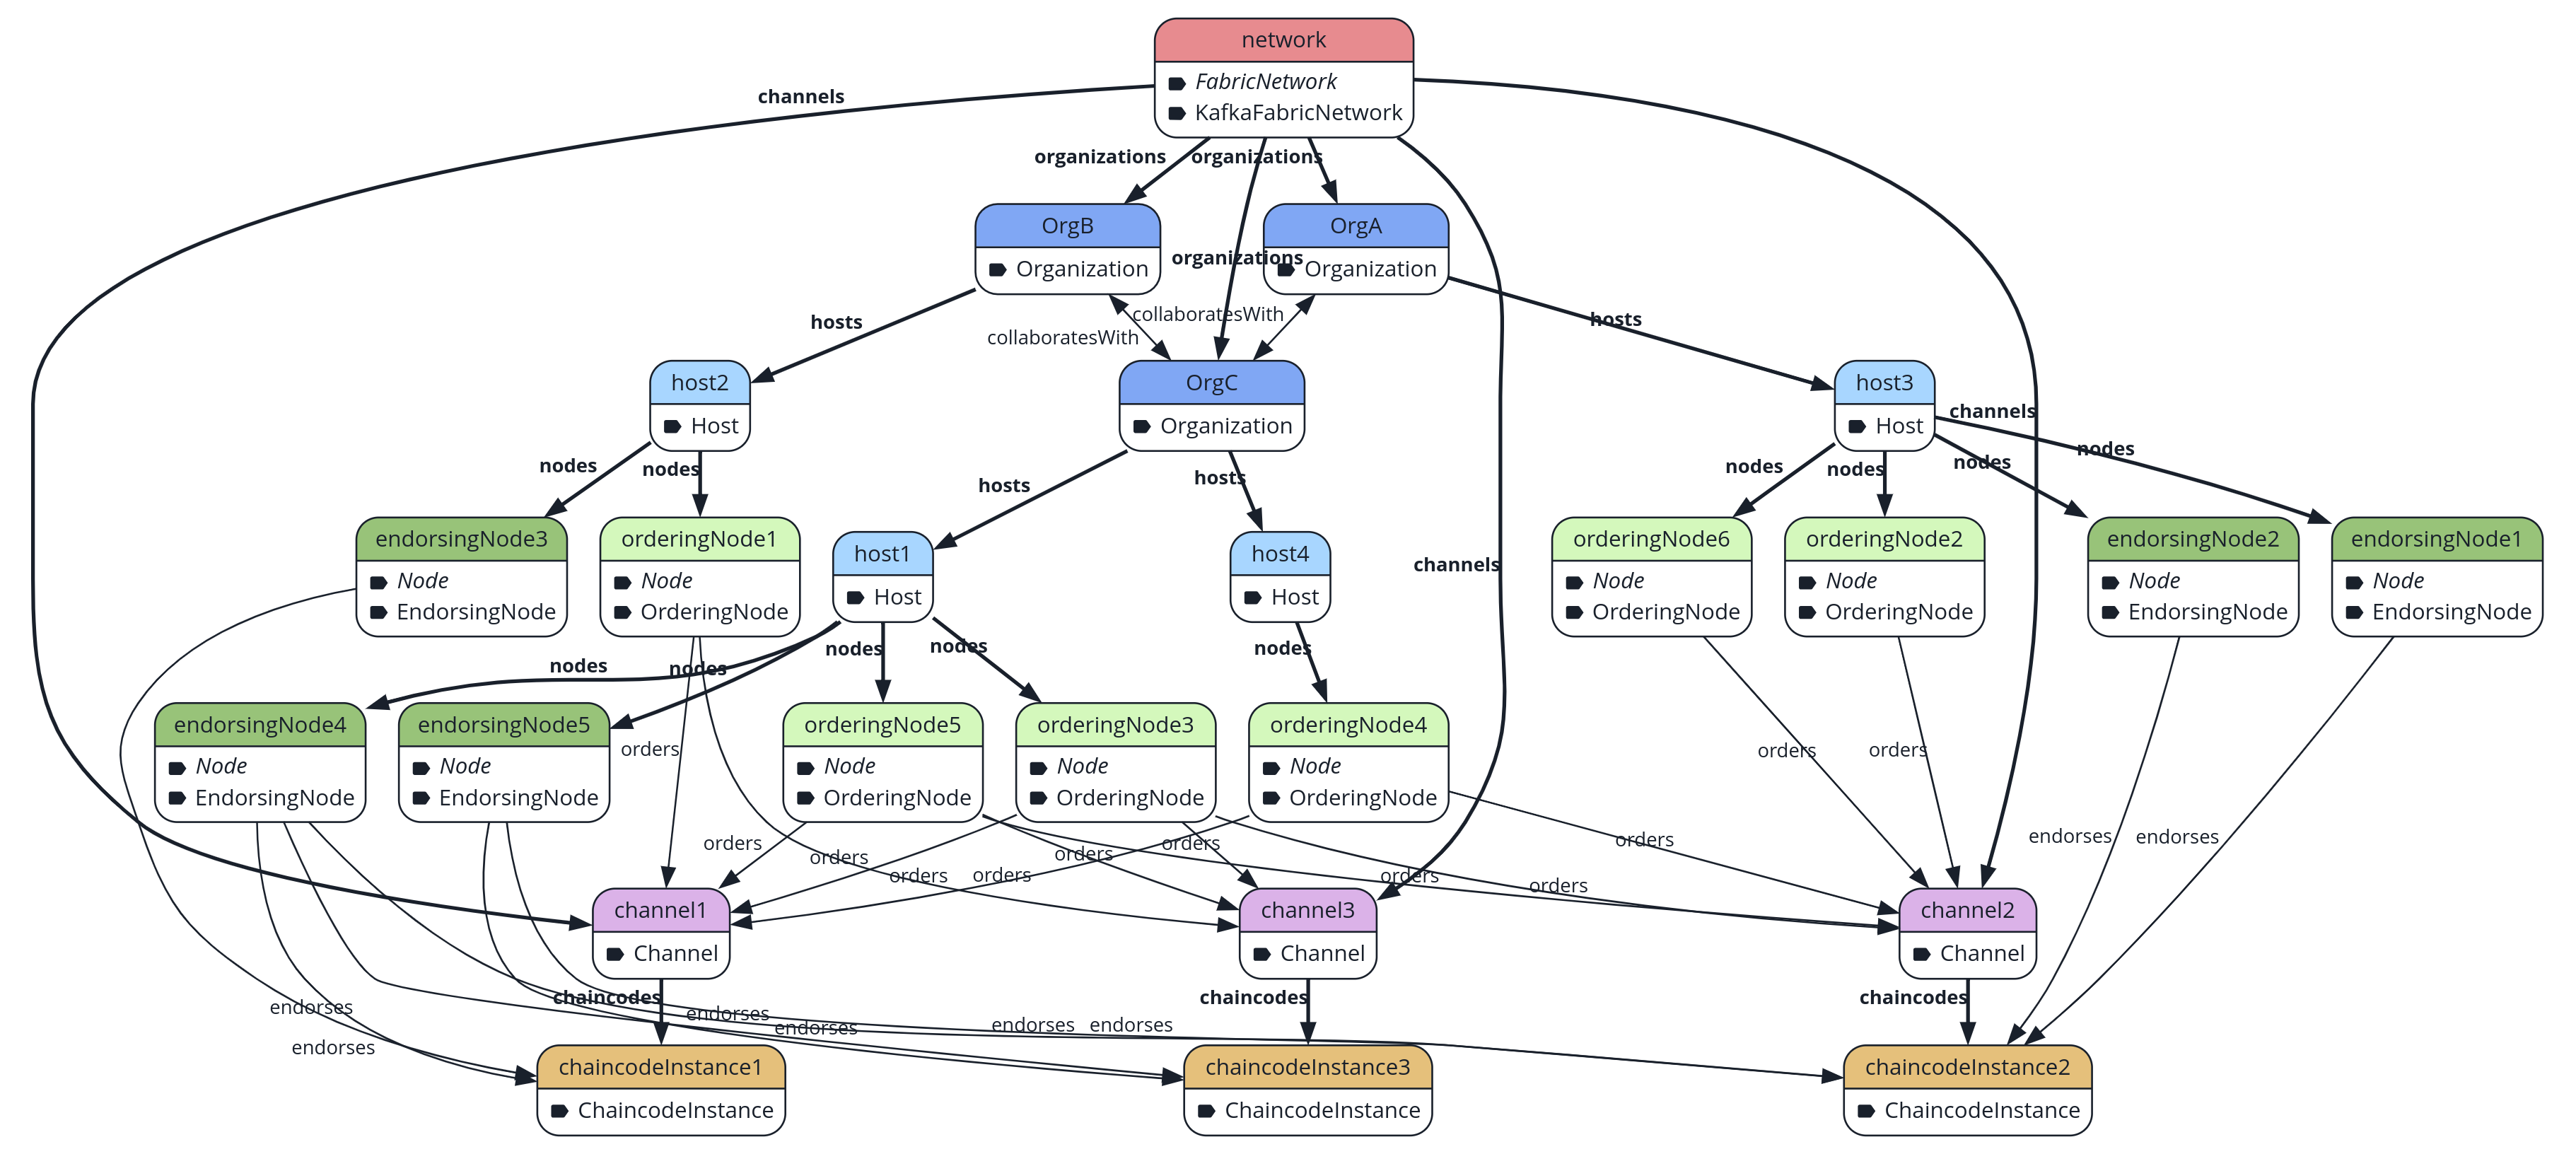 network
FabricNetwork
KafkaFabricNetwork
channels
organizations
organizations
OrgB
Organization
OrgA
Organization
organizations
collaboratesWith
collaboratesWith
hosts
hosts
host2
Host
OrgC
Organization
host3
Host
channels
nodes
nodes
hosts
hosts
nodes
nodes
nodes
nodes
endorsingNode3
Node
EndorsingNode
orderingNode1
Node
OrderingNode
host1
Host
host4
Host
channels
orderingNode6
Node
OrderingNode
orderingNode2
Node
OrderingNode
endorsingNode2
Node
EndorsingNode
endorsingNode1
Node
EndorsingNode
nodes
nodes
nodes
nodes
nodes
endorsingNode4
Node
EndorsingNode
endorsingNode5
Node
EndorsingNode
orders
orderingNode5
Node
OrderingNode
orderingNode3
Node
OrderingNode
orderingNode4
Node
OrderingNode
orders
orders
orders
orders
orders
orders
orders
orders
orders
orders
orders
orders
endorses
endorses
channel1
Channel
channel3
Channel
channel2
Channel
chaincodes
chaincodes
chaincodes
endorses
endorses
endorses
endorses
endorses
endorses
chaincodeInstance1
ChaincodeInstance
chaincodeInstance3
ChaincodeInstance
chaincodeInstance2
ChaincodeInstance